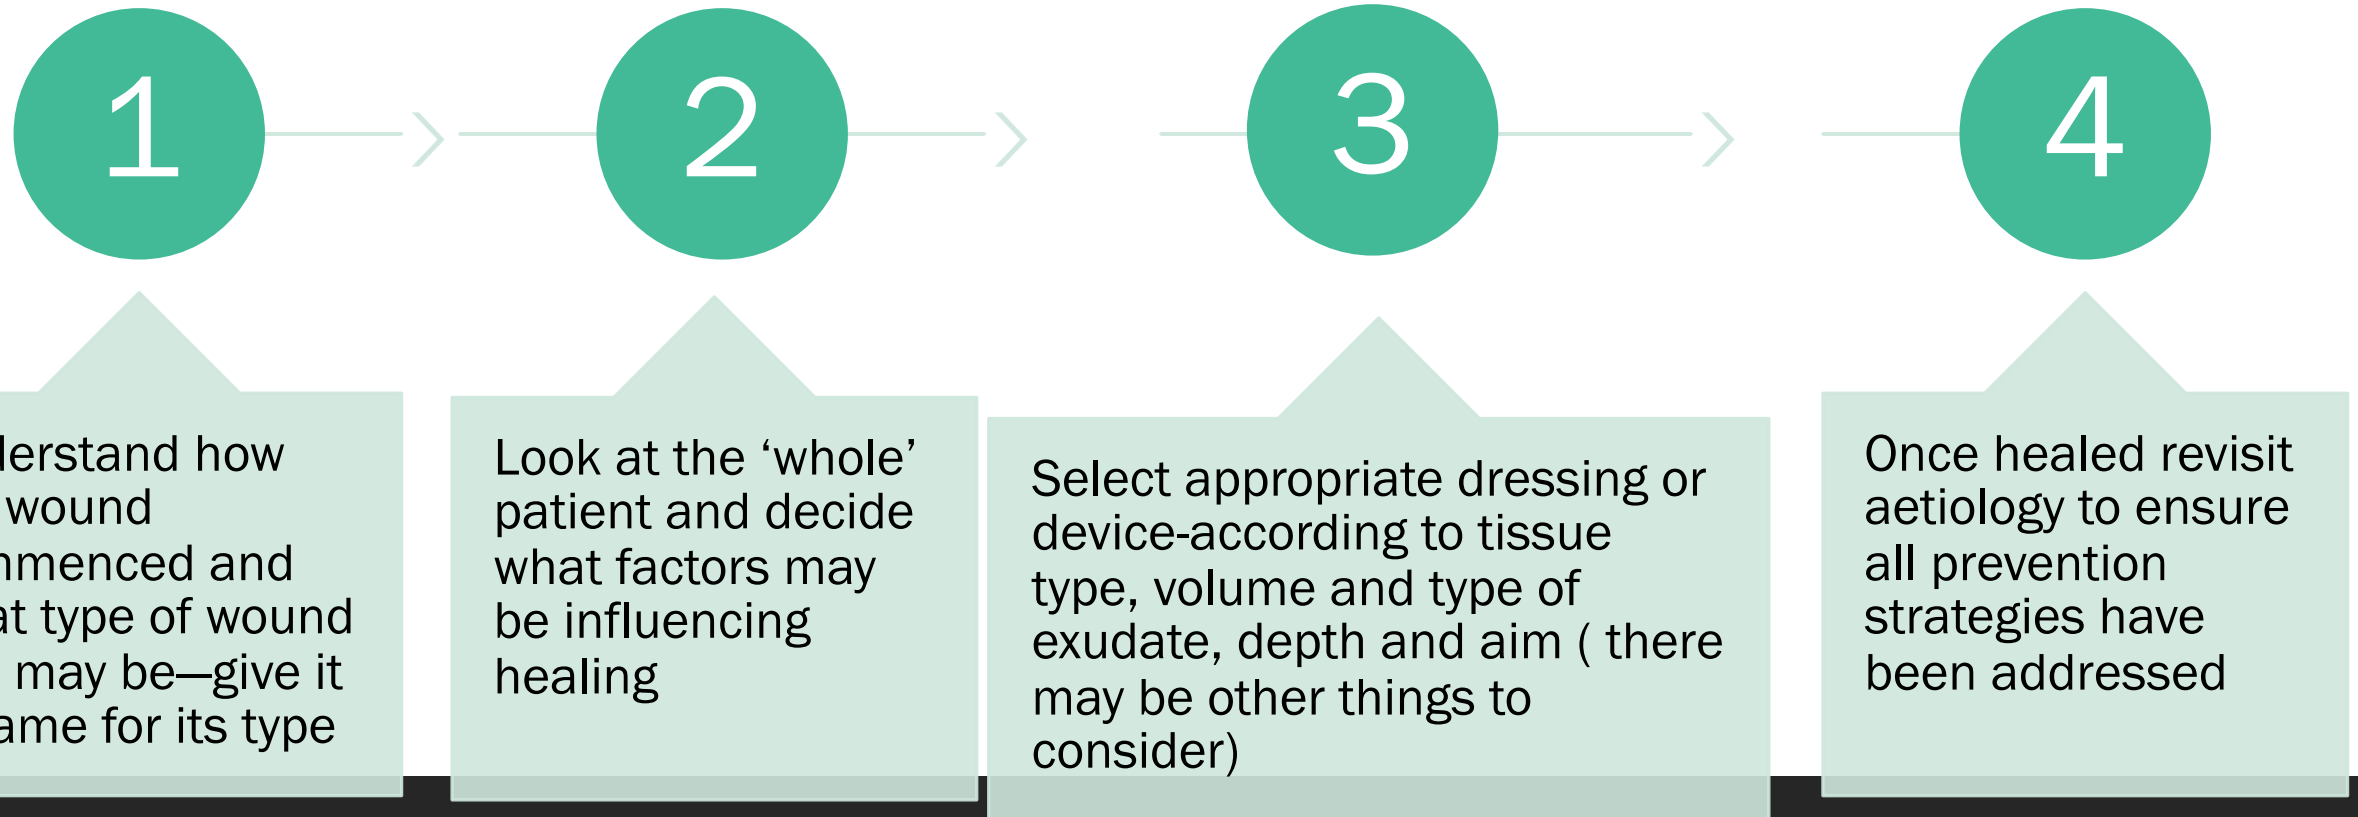 1
2
3
4
derstand how
wound
nmenced and
at type of wound
may be—give it
ame for its type
Look at the ‘whole’
patient and decide
what factors may
be influencing
healing
Select appropriate dressing or
device-according to tissue
type, volume and type of
exudate, depth and aim ( there
may be other things to
consider)
Once healed revisit
aetiology to ensure
all prevention
strategies have
been addressed